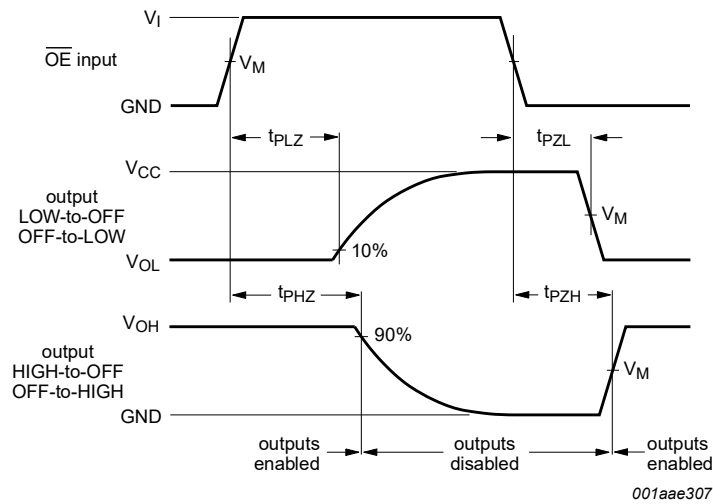 VI
OE input
VM
GND
tPLZ
tPZL
VCC
output
LOW-to-OFF
OFF-to-LOW
VM
10%
VOL
tPHZ
tPZH
VOH
90%
output
HIGH-to-OFF
OFF-to-HIGH
VM
GND
outputs
enabled
outputs
disabled
outputs
enabled
001aae307